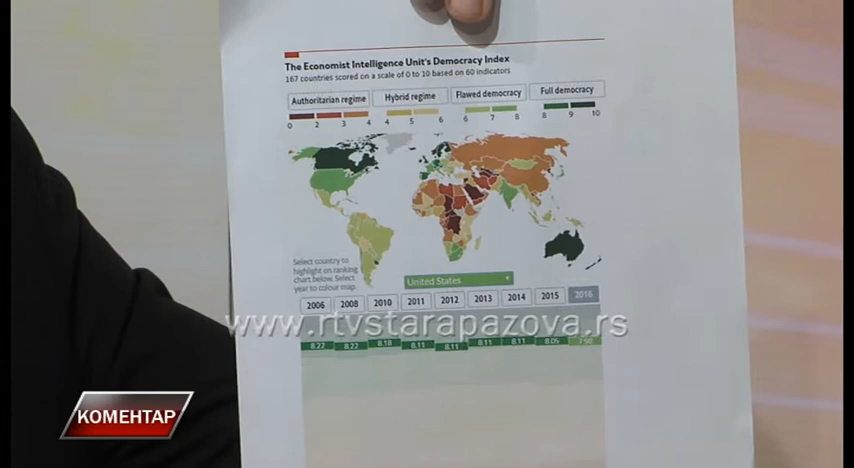 The Economist Intelligence Unit's Democracy Index
167 countries scored on a scale of 0 to 10 based on 60 indicators
Authoritarian regime Hybrid regime Flawed democracy Full democracy
0 2 3 4 4 5 6 6 7 8 8 9 10
Select country to
highlight on ranking
chart below. Select
year to colour map.
United States
2006 2008 2010 2011 2012 2013 2014 2015 2016
www.rtvstarapazova.rs
8.22 8.22 8.18 8.11 8.11 8.11 8.11 8.05 7.98
КОМЕНТАР